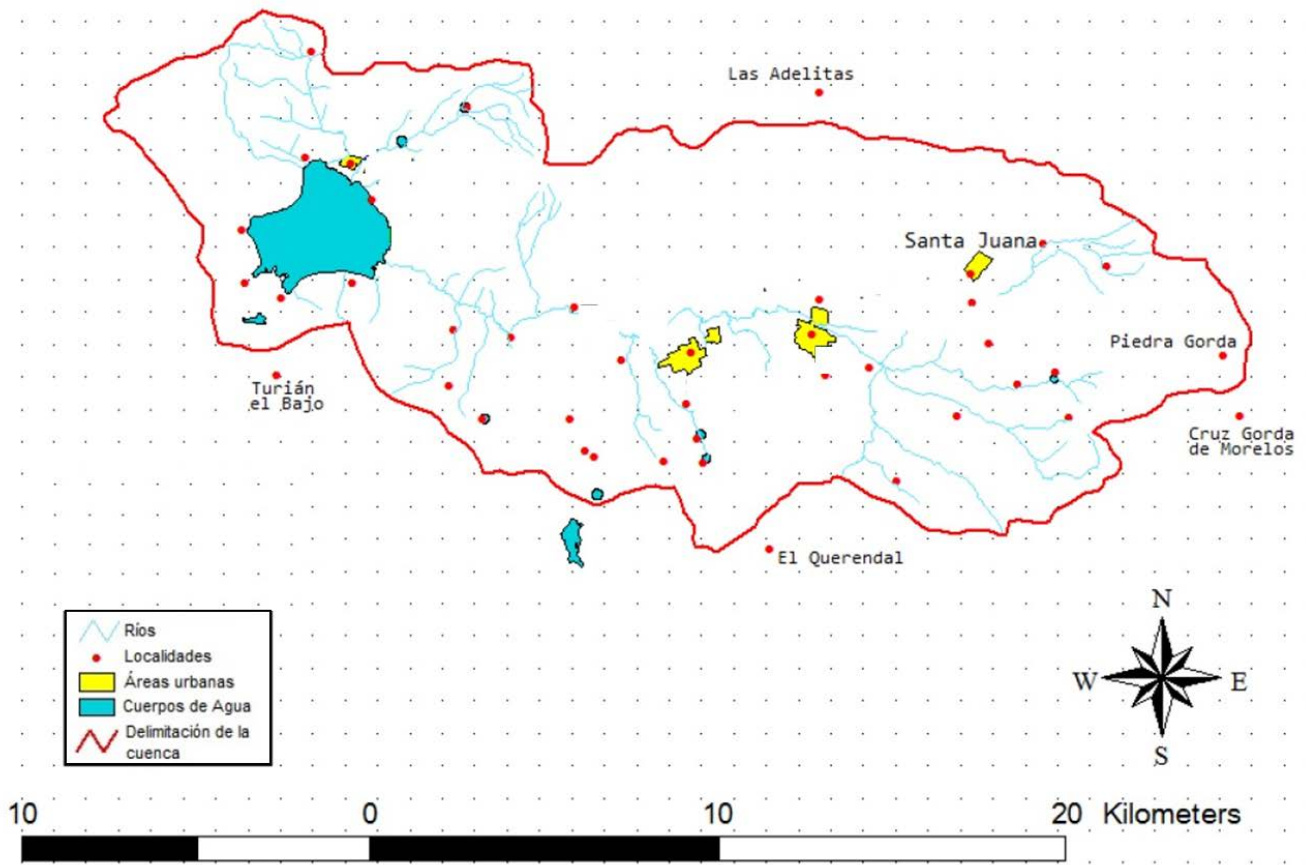 Las Adelitas
Santa Juana
Piedra Gorda
Turián
el Bajo
Cruz Gorda
de Morelos
El Querendal
Ríos
Localidades
Áreas urbanas
Cuerpos de Agua
Delimitación de la
cuenca
N
W E
S
10 0 10 20 Kilometers